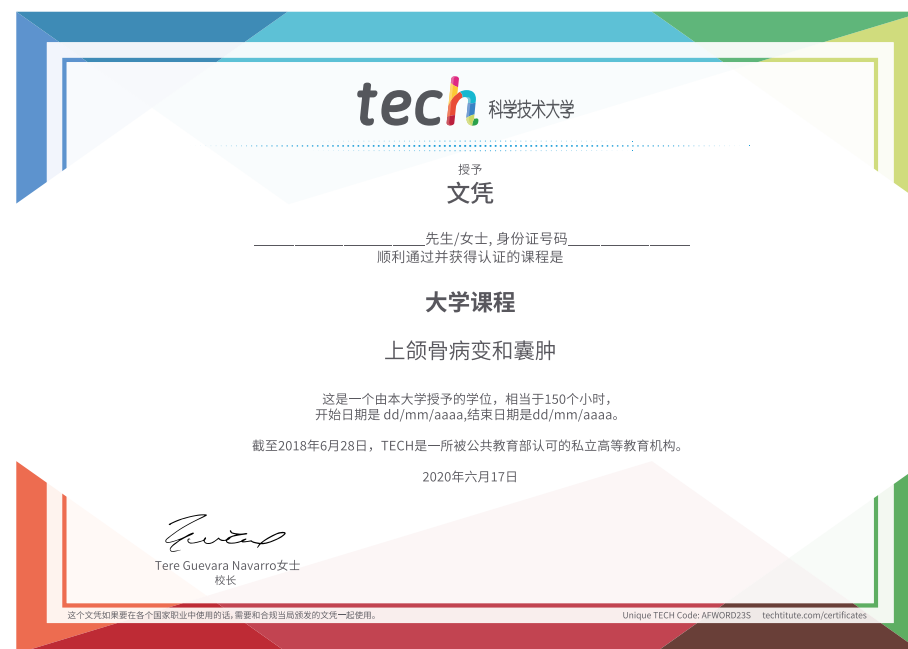 tech 科学技术大学
授予
文凭
_____________________先生/女士, 身份证号码_______________
顺利通过并获得认证的课程是
大学课程
上颌骨病变和囊肿
这是一个由本大学授予的学位，相当于150个小时，
开始日期是 dd/mm/aaaa,结束日期是dd/mm/aaaa。
截至2018年6月28日，TECH是一所被公共教育部认可的私立高等教育机构。
2020年六月17日
Tere Guevara Navarro女士
校长
这个文凭如果要在各个国家职业中使用的话,需要和合规当局颁发的文凭一起使用。
Unique TECH Code: AFWORD23S techtitute.com/certificates